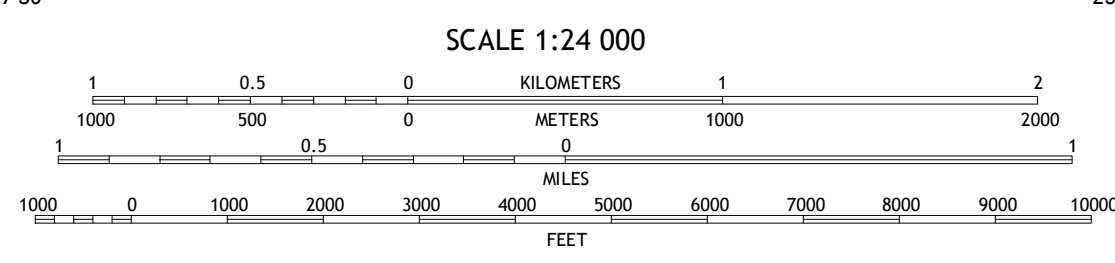 SCALE 1:24 000
1 0.5 0 KILOMETERS 1 2
1000 500 0 METERS 1000 2000
1 0.5 0 1
MILES
1000 0 1000 2000 3000 4000 5000 6000 7000 8000 9000 10000
FEET